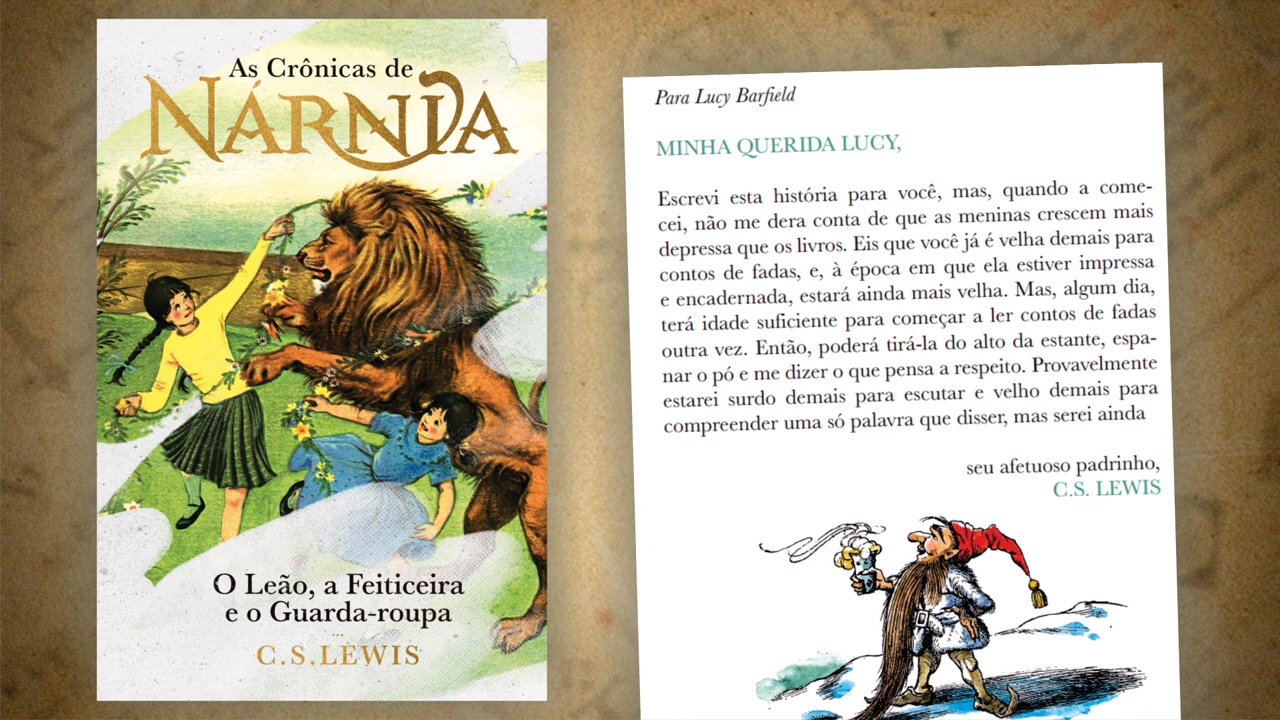 As Crônicas de
NÁRNIA
O Leão, a Feiticeira
e o Guarda-roupa
...
C.S.LEWIS
Para Lucy Barfield
MINHA QUERIDA LUCY,
Escrevi esta história para você, mas, quando a come-
cei, não me dera conta de que as meninas crescem mais
depressa que os livros. Eis que você já é velha demais para
contos de fadas, e, à época em que ela estiver impressa
e encadernada, estará ainda mais velha. Mas, algum dia,
terá idade suficiente para começar a ler contos de fadas
outra vez. Então, poderá tirá-la do alto da estante, espa-
nar o pó e me dizer o que pensa a respeito. Provavelmente
estarei surdo demais para escutar e velho demais para
compreender uma só palavra que disser, mas serei ainda
seu afetuoso padrinho,
C.S. LEWIS